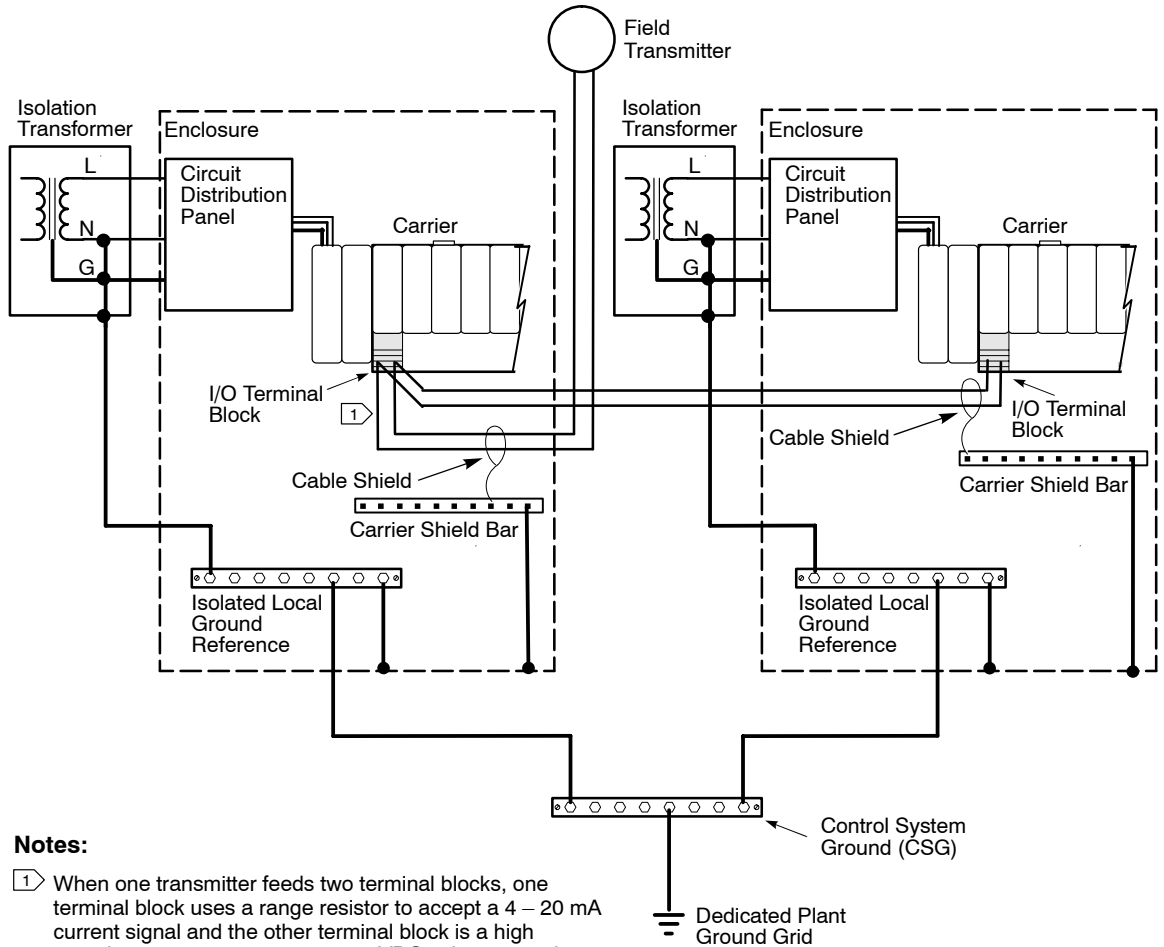 Field
Transmitter
Isolation
Transformer
Enclosure
L
N
G
Circuit
Distribution
Panel
Carrier
I/O Terminal
Block
1
Cable Shield
Carrier Shield Bar
Isolated Local
Ground
Reference
Isolation
Transformer
Enclosure
L
N
G
Circuit
Distribution
Panel
Carrier
I/O Terminal
Block
Cable Shield
Carrier Shield Bar
Isolated Local
Ground
Reference
Control System
Ground (CSG)
Dedicated Plant
Ground Grid
Notes:
1 When one transmitter feeds two terminal blocks, one
terminal block uses a range resistor to accept a 4 – 20 mA
current signal and the other terminal block is a high